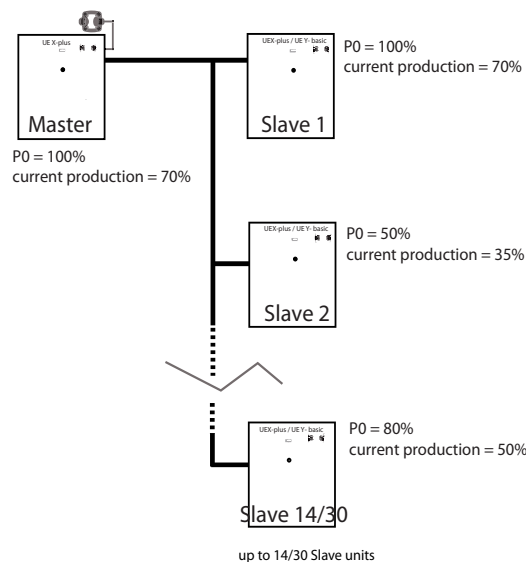 UE X-plus
Master
P0 = 100%
current production = 70%
UEX-plus / UE Y- basic
Slave 1
P0 = 100%
current production = 70%
UEX-plus / UE Y- basic
Slave 2
P0 = 50%
current production = 35%
UEX-plus / UE Y- basic
Slave 14/30
P0 = 80%
current production = 50%
up to 14/30 Slave units